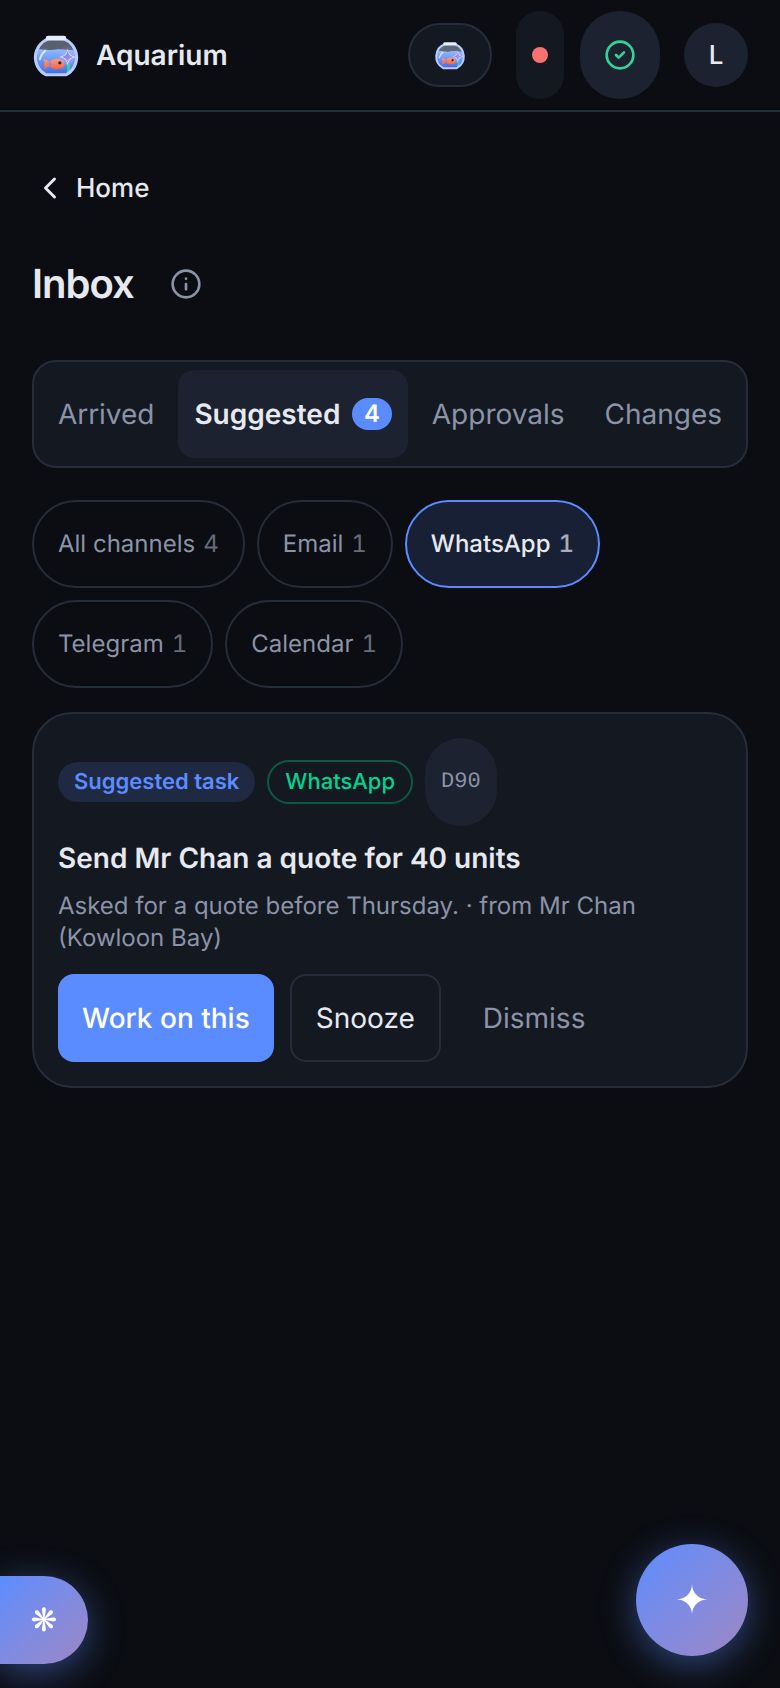 Aquarium
L
Home
Inbox
Arrived Suggested 4 Approvals Changes
All channels 4 Email 1 WhatsApp 1
Telegram 1 Calendar 1
Suggested task WhatsApp D90
Send Mr Chan a quote for 40 units
Asked for a quote before Thursday. · from Mr Chan
(Kowloon Bay)
Work on this Snooze Dismiss